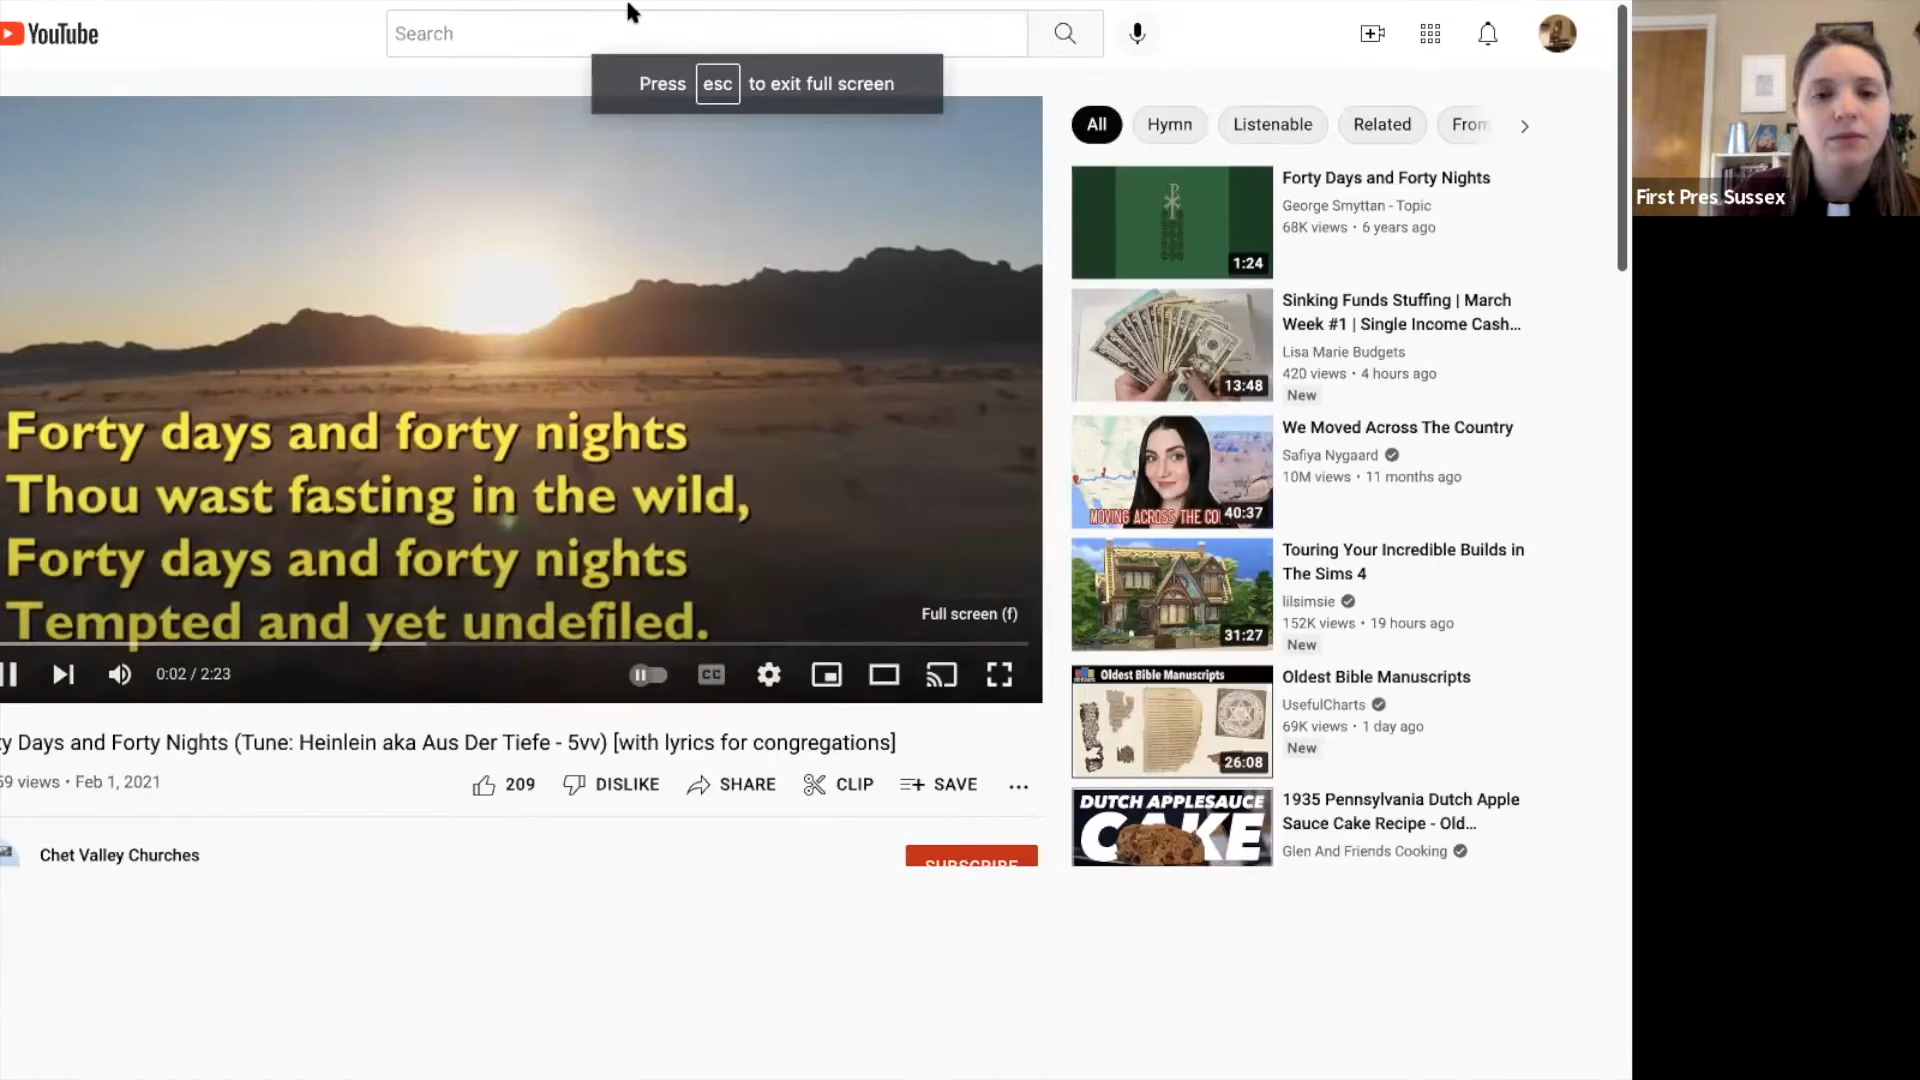 YouTube
Search
Press esc to exit full screen
First Pres Sussex
Forty days and forty nights
Thou wast fasting in the wild,
Forty days and forty nights
Tempted and yet undefiled.
Full screen (f)
0:02 / 2:23
CC
y Days and Forty Nights (Tune: Heinlein aka Aus Der Tiefe - 5vv) [with lyrics for congregations]
59 views • Feb 1, 2021
209
DISLIKE
SHARE
CLIP
SAVE
Chet Valley Churches
SUBSCRIBE
All
Hymn
Listenable
Related
From
1:24
Forty Days and Forty Nights
George Smyttan - Topic
68K views • 6 years ago
13:48
Sinking Funds Stuffing | March
Week #1 | Single Income Cash...
Lisa Marie Budgets
420 views • 4 hours ago
New
MOVING ACROSS THE CO
40:37
We Moved Across The Country
Safiya Nygaard
10M views • 11 months ago
31:27
Touring Your Incredible Builds in
The Sims 4
lilsimsie
152K views • 19 hours ago
New
Oldest Bible Manuscripts
26:08
Oldest Bible Manuscripts
UsefulCharts
69K views • 1 day ago
New
DUTCH APPLESAUCE
CAKE
1935 Pennsylvania Dutch Apple
Sauce Cake Recipe - Old...
Glen And Friends Cooking